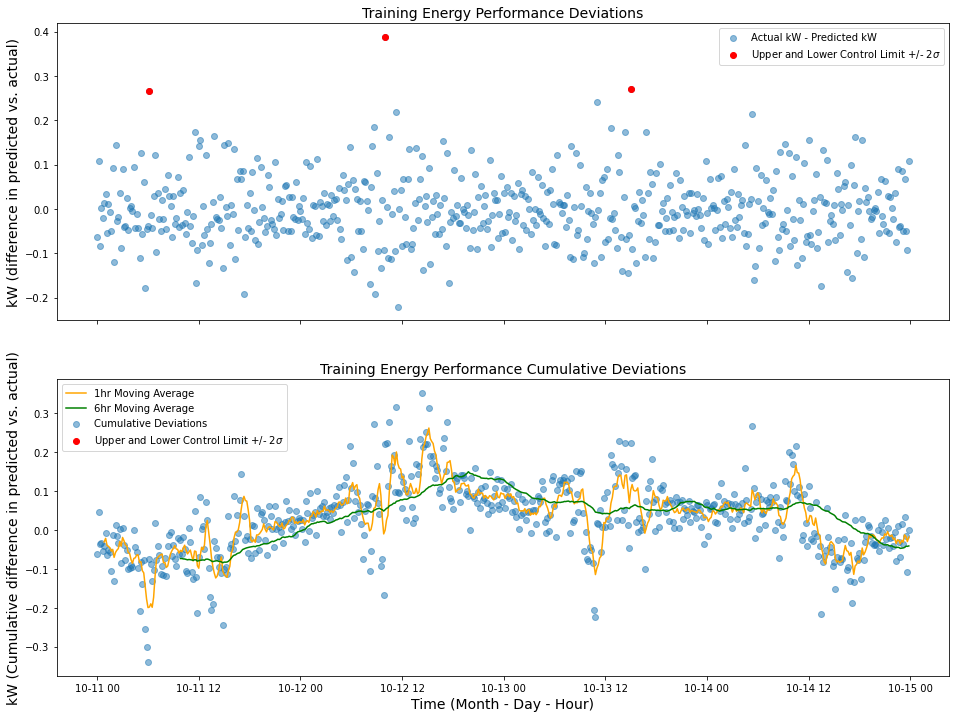 Training Energy Performance Deviations
kW (difference in predicted vs. actual)
0.4
0.3
0.2
0.1
0.0
−0.1
−0.2
Actual kW - Predicted kW
Upper and Lower Control Limit +/- 2σ
Training Energy Performance Cumulative Deviations
kW (Cumulative difference in predicted vs. actual)
0.3
0.2
0.1
0.0
−0.1
−0.2
−0.3
1hr Moving Average
6hr Moving Average
Cumulative Deviations
Upper and Lower Control Limit +/- 2σ
10-11 00 10-11 12 10-12 00 10-12 12 10-13 00 10-13 12 10-14 00 10-14 12 10-15 00
Time (Month - Day - Hour)